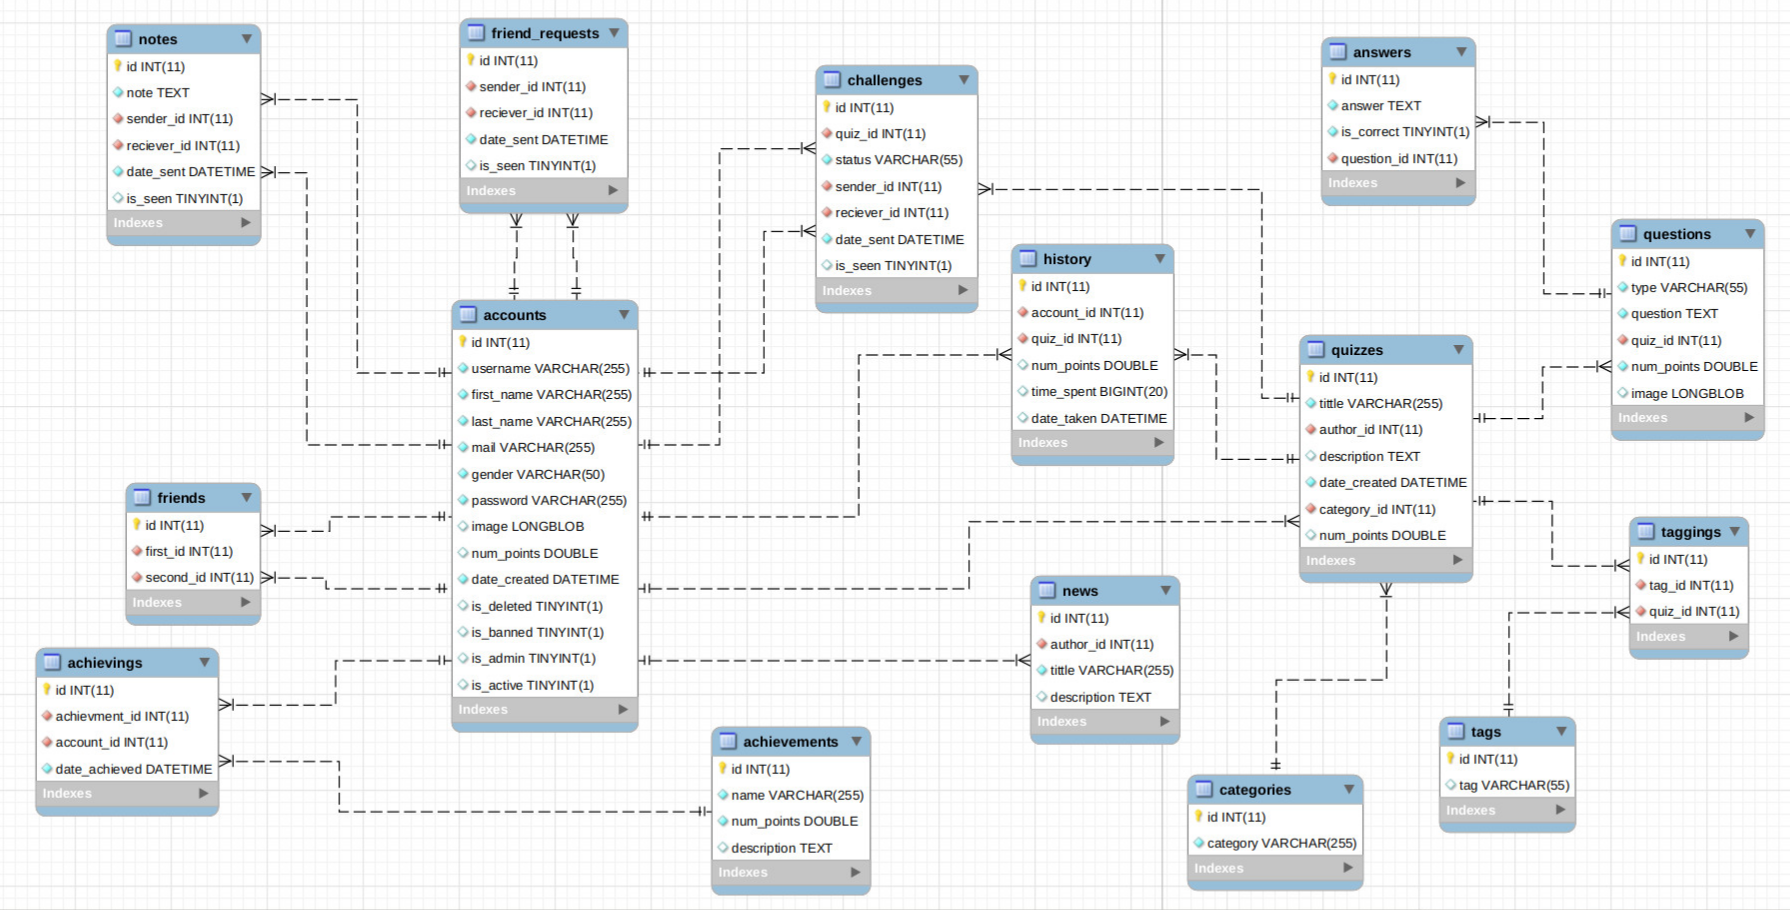 notes
id INT(11)
note TEXT
sender_id INT(11)
reciever_id INT(11)
date_sent DATETIME
is_seen TINYINT(1)
Indexes
friend_requests
id INT(11)
sender_id INT(11)
reciever_id INT(11)
date_sent DATETIME
is_seen TINYINT(1)
Indexes
challenges
id INT(11)
quiz_id INT(11)
status VARCHAR(55)
sender_id INT(11)
reciever_id INT(11)
date_sent DATETIME
is_seen TINYINT(1)
Indexes
answers
id INT(11)
answer TEXT
is_correct TINYINT(1)
question_id INT(11)
Indexes
questions
id INT(11)
type VARCHAR(55)
question TEXT
quiz_id INT(11)
num_points DOUBLE
image LONGBLOB
Indexes
history
id INT(11)
account_id INT(11)
quiz_id INT(11)
num_points DOUBLE
time_spent BIGINT(20)
date_taken DATETIME
Indexes
accounts
id INT(11)
username VARCHAR(255)
first_name VARCHAR(255)
last_name VARCHAR(255)
mail VARCHAR(255)
gender VARCHAR(50)
password VARCHAR(255)
image LONGBLOB
num_points DOUBLE
date_created DATETIME
is_deleted TINYINT(1)
is_banned TINYINT(1)
is_admin TINYINT(1)
is_active TINYINT(1)
Indexes
quizzes
id INT(11)
tittle VARCHAR(255)
author_id INT(11)
description TEXT
date_created DATETIME
category_id INT(11)
num_points DOUBLE
Indexes
friends
id INT(11)
first_id INT(11)
second_id INT(11)
Indexes
taggings
id INT(11)
tag_id INT(11)
quiz_id INT(11)
Indexes
news
id INT(11)
author_id INT(11)
tittle VARCHAR(255)
description TEXT
Indexes
achievings
id INT(11)
achievment_id INT(11)
account_id INT(11)
date_achieved DATETIME
Indexes
achievements
id INT(11)
name VARCHAR(255)
num_points DOUBLE
description TEXT
Indexes
categories
id INT(11)
category VARCHAR(255)
Indexes
tags
id INT(11)
tag VARCHAR(55)
Indexes